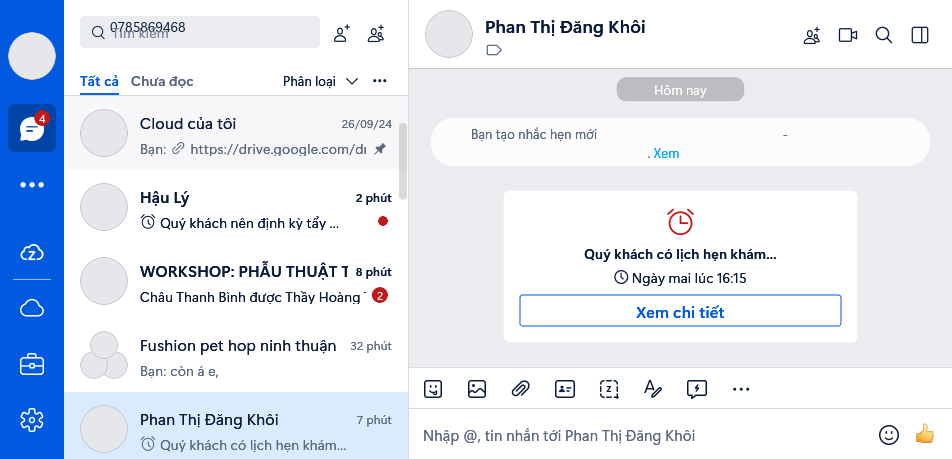 0785869468
Tìm kiếm
Tất cả
Chưa đọc
Phân loại
4
Cloud của tôi
26/09/24
Bạn: https://drive.google.com/dr
Hậu Lý
2 phút
Quý khách nên định kỳ tẩy ...
WORKSHOP: PHẪU THUẬT T
8 phút
Châu Thanh Bình được Thầy Hoàng T
2
Fushion pet hop ninh thuận
32 phút
Bạn: còn á e,
Phan Thị Đăng Khôi
7 phút
Quý khách có lịch hẹn khám...
Phan Thị Đăng Khôi
Hôm nay
Bạn tạo nhắc hẹn mới -
. Xem
Quý khách có lịch hẹn khám...
Ngày mai lúc 16:15
Xem chi tiết
Nhập @, tin nhắn tới Phan Thị Đăng Khôi